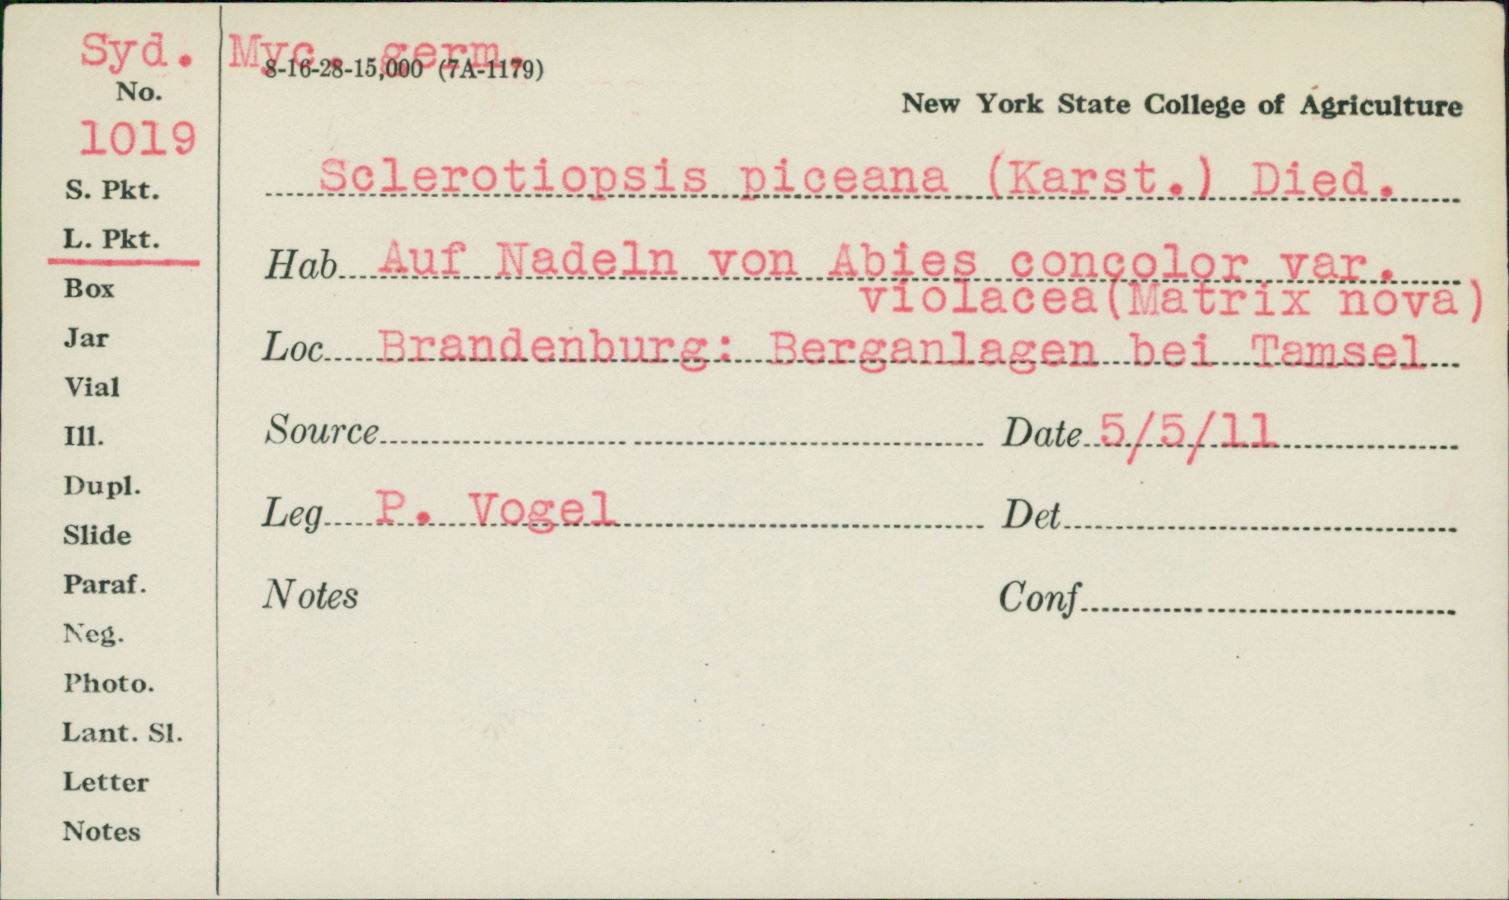 Syd. Myc. germ.
8-16-28-15,000 (7A-1179)
No.
New York State College of Agriculture
1019
Sclerotiopsis piceana (Karst.) Died.
S. Pkt.
L. Pkt.
Hab. Auf Nadeln von Abies concolor var.
violacea(Matrix nova)
Box
Jar
Loc. Brandenburg: Berganlagen bei Tamsel
Vial
Ill.
Source Date 5/5/11
Dupl.
Leg. P. Vogel Det.
Slide
Paraf.
Notes Conf.
Neg.
Photo.
Lant. Sl.
Letter
Notes